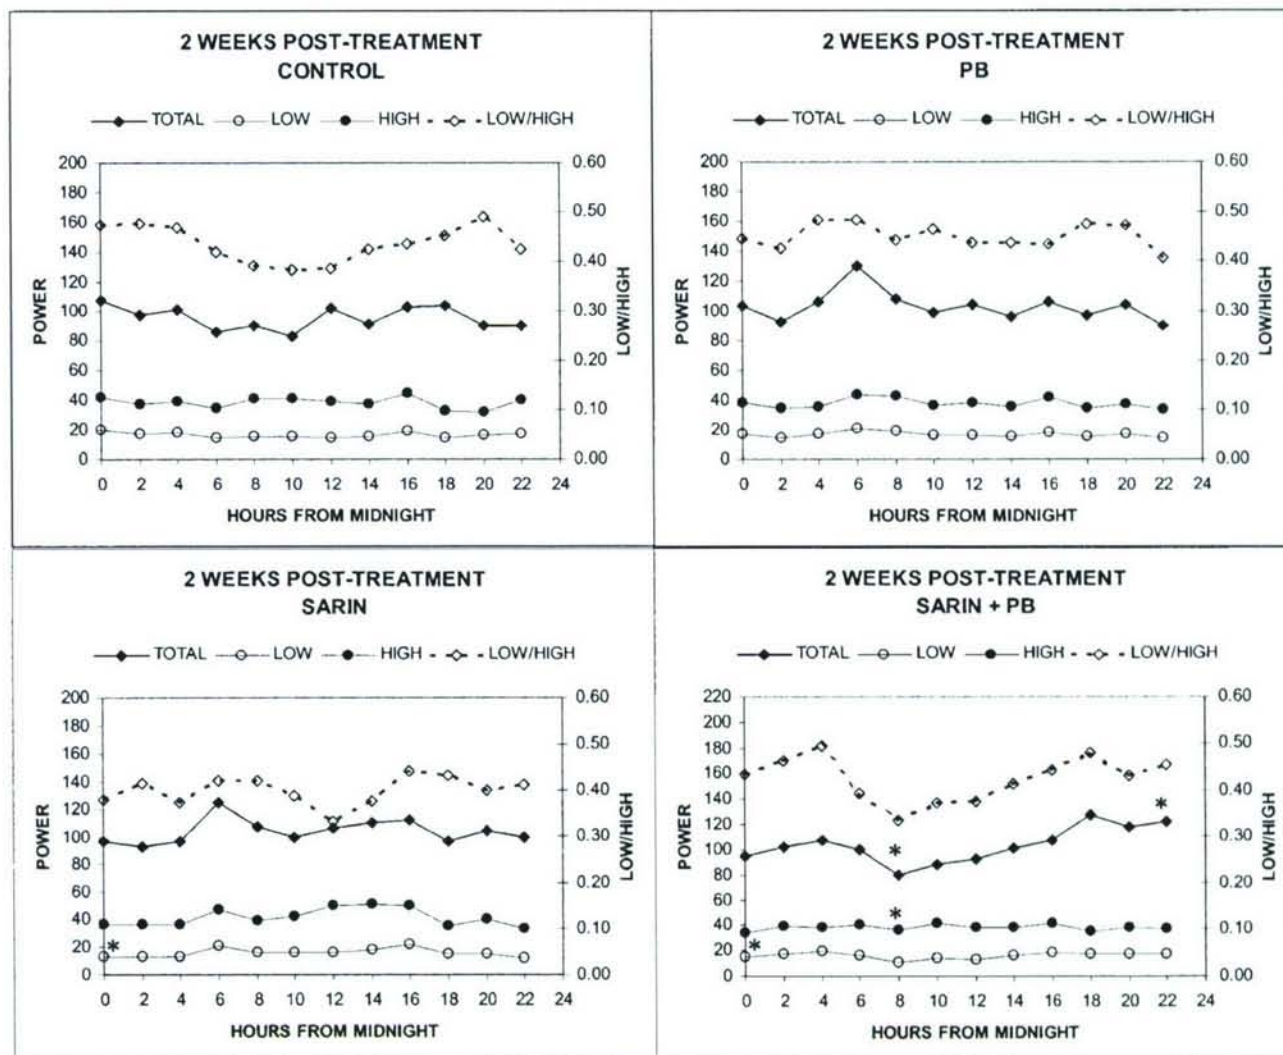 2 WEEKS POST-TREATMENT
CONTROL
TOTAL LOW HIGH LOW/HIGH
200
180
160
140
120
100
80
60
40
20
0
POWER
0.60
0.50
0.40
0.30
0.20
0.10
0.00
LOW/HIGH
0 2 4 6 8 10 12 14 16 18 20 22 24
HOURS FROM MIDNIGHT
2 WEEKS POST-TREATMENT
PB
TOTAL LOW HIGH LOW/HIGH
200
180
160
140
120
100
80
60
40
20
0
POWER
0.60
0.50
0.40
0.30
0.20
0.10
0.00
LOW/HIGH
0 2 4 6 8 10 12 14 16 18 20 22 24
HOURS FROM MIDNIGHT
2 WEEKS POST-TREATMENT
SARIN
TOTAL LOW HIGH LOW/HIGH
200
180
160
140
120
100
80
60
40
20
0
POWER
*
0.60
0.50
0.40
0.30
0.20
0.10
0.00
LOW/HIGH
0 2 4 6 8 10 12 14 16 18 20 22 24
HOURS FROM MIDNIGHT
2 WEEKS POST-TREATMENT
SARIN + PB
TOTAL LOW HIGH LOW/HIGH
220
200
180
160
140
120
100
80
60
40
20
0
POWER
*
*
*
*
0.60
0.50
0.40
0.30
0.20
0.10
0.00
LOW/HIGH
0 2 4 6 8 10 12 14 16 18 20 22 24
HOURS FROM MIDNIGHT